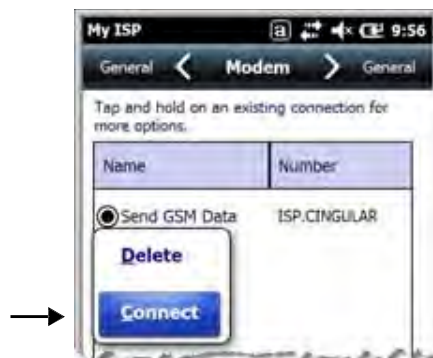 My ISP a 9:56
General Modem General
Tap and hold on an existing connection for
more options.
Name Number
Send GSM Data ISP.CINGULAR
Delete
Connect